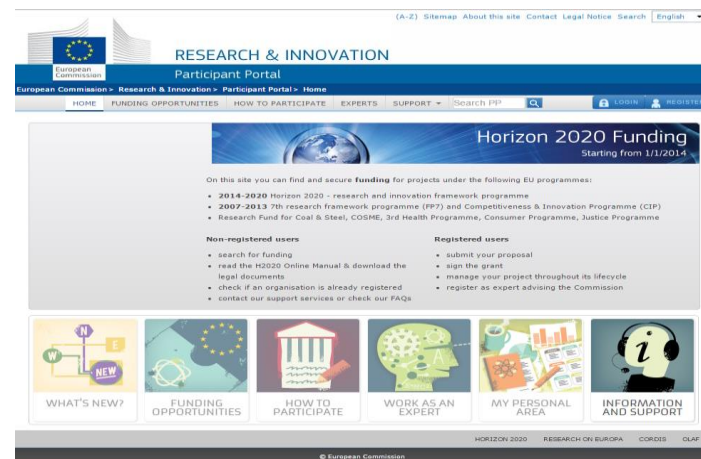 (A-Z) Sitemap About this site Contact Legal Notice Search English
RESEARCH & INNOVATION
European
Commission
Participant Portal
European Commission > Research & Innovation > Participant Portal > Home
HOME FUNDING OPPORTUNITIES HOW TO PARTICIPATE EXPERTS SUPPORT Search PP LOGIN REGISTER
Horizon 2020 Funding
Starting from 1/1/2014
On this site you can find and secure funding for projects under the following EU programmes:
• 2014-2020 Horizon 2020 - research and innovation framework programme
• 2007-2013 7th research framework programme (FP7) and Competitiveness & Innovation Programme (CIP)
• Research Fund for Coal & Steel, COSME, 3rd Health Programme, Consumer Programme, Justice Programme
Non-registered users
• search for funding
• read the H2020 Online Manual & download the
legal documents
• check if an organisation is already registered
• contact our support services or check our FAQs
Registered users
• submit your proposal
• sign the grant
• manage your project throughout its lifecycle
• register as expert advising the Commission
N
W
E
NEW
i
WHAT'S NEW?
FUNDING
OPPORTUNITIES
HOW TO
PARTICIPATE
WORK AS AN
EXPERT
MY PERSONAL
AREA
INFORMATION
AND SUPPORT
HORIZON 2020 RESEARCH ON EUROPA CORDIS OLAF
© European Commission